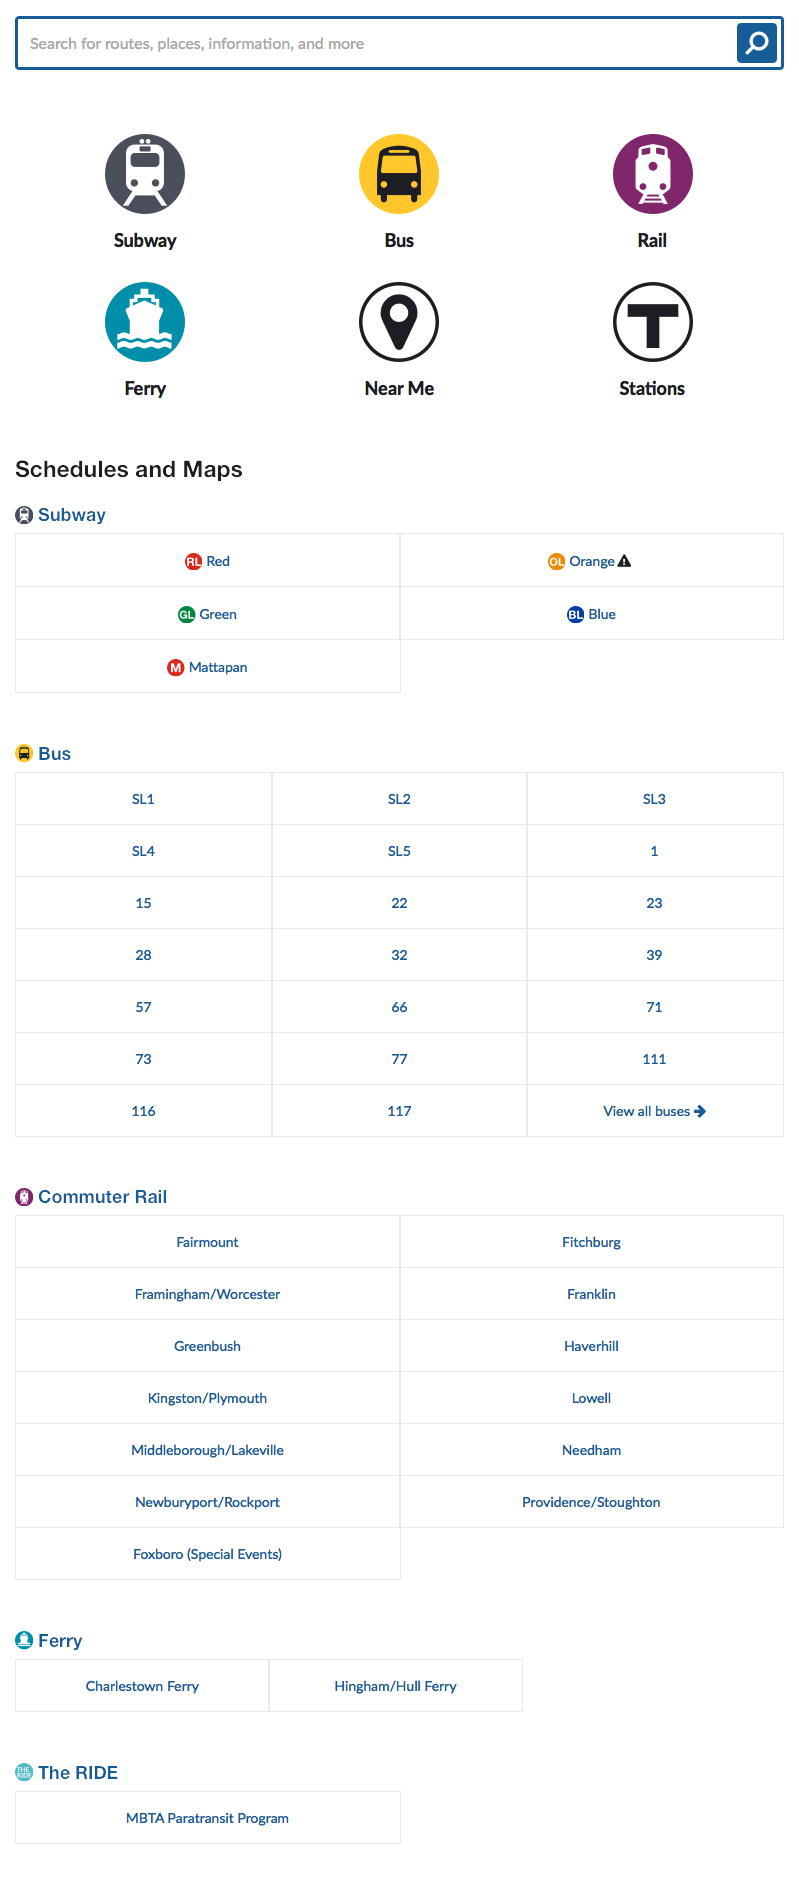 Search for routes, places, information, and more
Subway
Bus
Rail
Ferry
Near Me
T
Stations
Schedules and Maps
Subway
RL Red
OL Orange
GL Green
BL Blue
M Mattapan
Bus
SL1
SL2
SL3
SL4
SL5
1
15
22
23
28
32
39
57
66
71
73
77
111
116
117
View all buses
Commuter Rail
Fairmount
Fitchburg
Framingham/Worcester
Franklin
Greenbush
Haverhill
Kingston/Plymouth
Lowell
Middleborough/Lakeville
Needham
Newburyport/Rockport
Providence/Stoughton
Foxboro (Special Events)
Ferry
Charlestown Ferry
Hingham/Hull Ferry
THE
RIDE
The RIDE
MBTA Paratransit Program